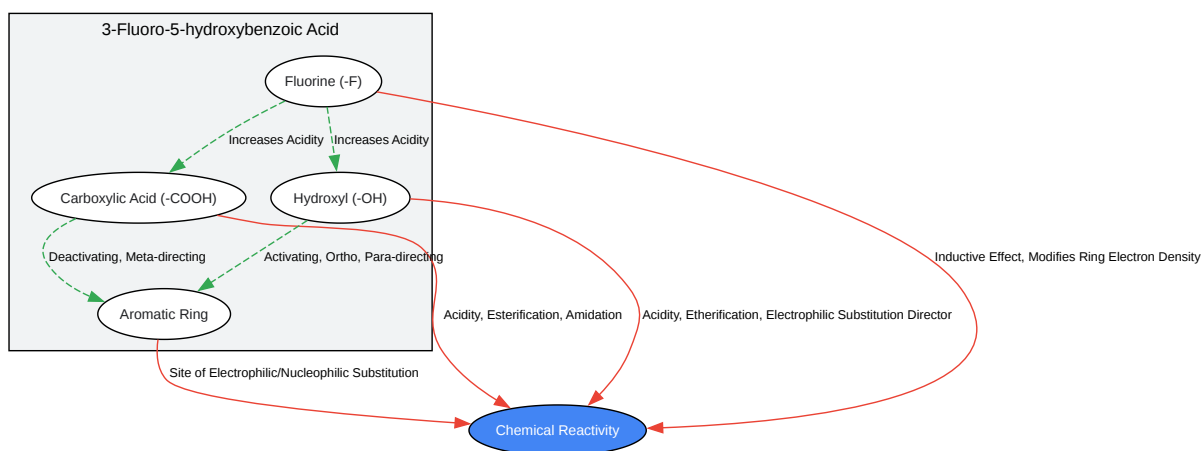 3-Fluoro-5-hydroxybenzoic Acid
Fluorine (-F)
Increases Acidity
Increases Acidity
Carboxylic Acid (-COOH)
Hydroxyl (-OH)
Deactivating, Meta-directing
Activating, Ortho, Para-directing
Inductive Effect, Modifies Ring Electron Density
Aromatic Ring
Acidity, Esterification, Amidation
Acidity, Etherification, Electrophilic Substitution Director
Site of Electrophilic/Nucleophilic Substitution
Chemical Reactivity